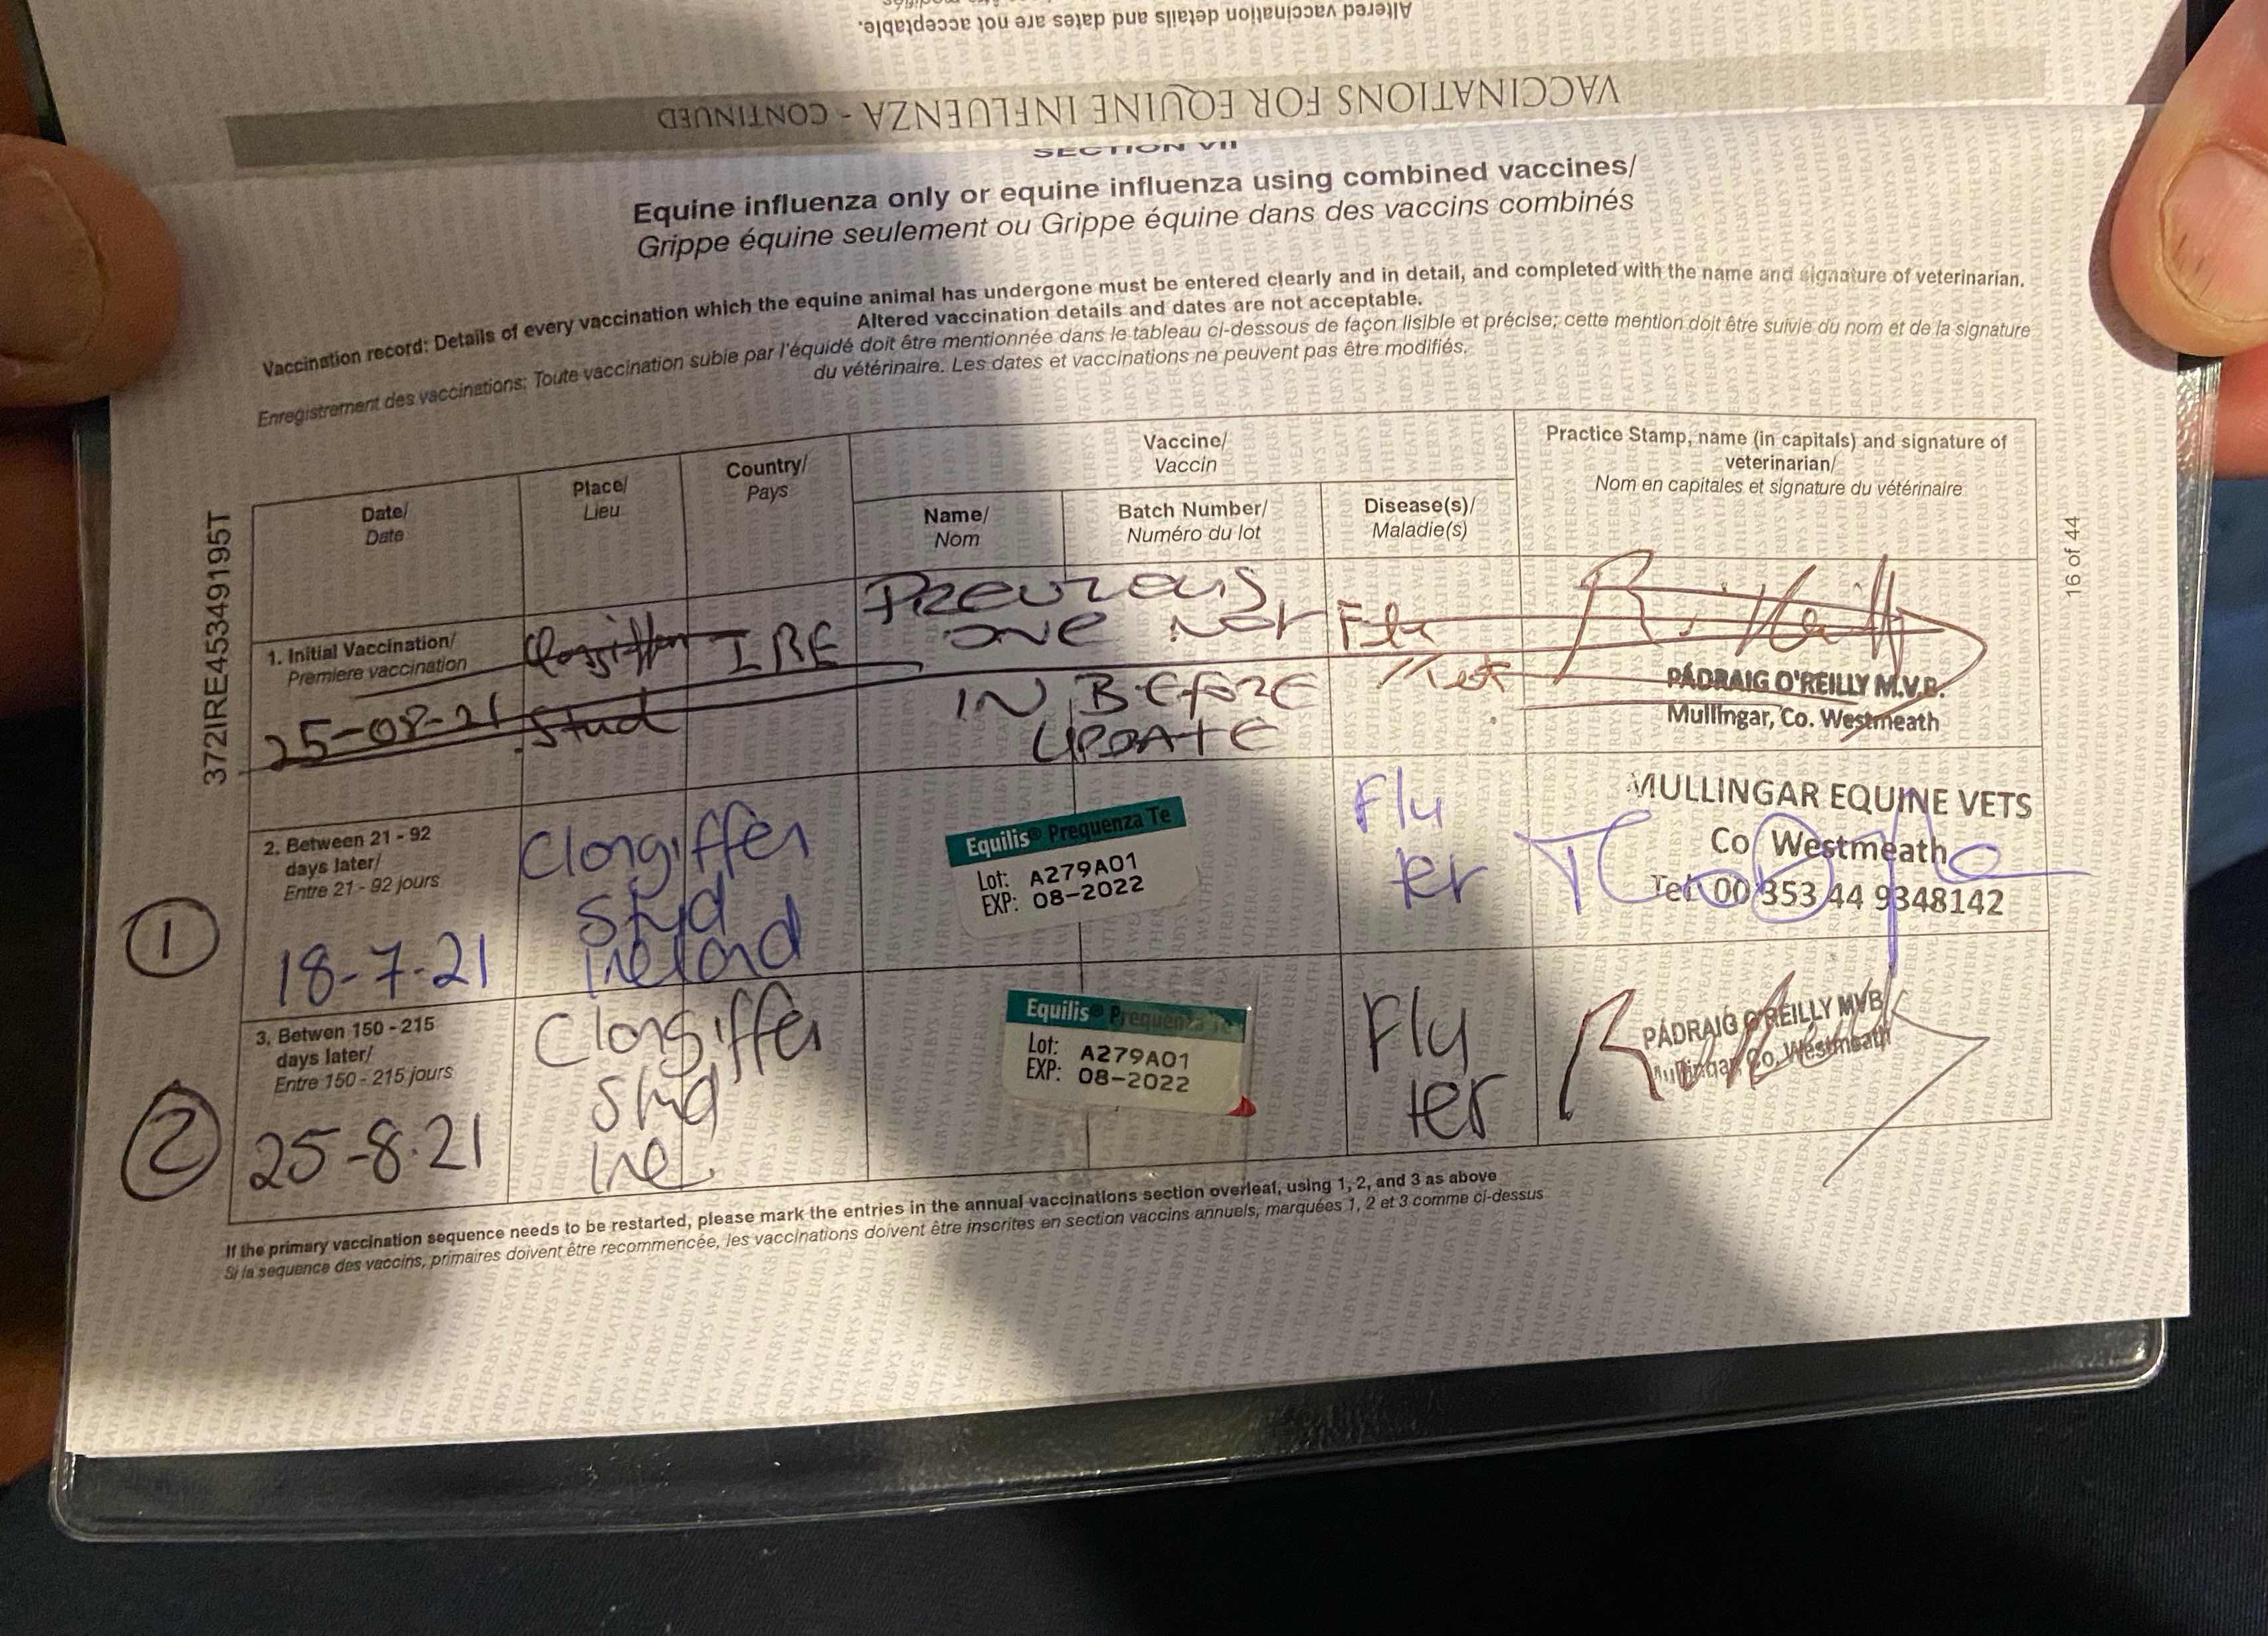 Altered vaccination details and dates are not acceptable.
VACCINATIONS FOR EQUINE INFLUENZA - CONTINUED
SECTION VII
Equine influenza only or equine influenza using combined vaccines/
Grippe équine seulement ou Grippe équine dans des vaccins combinés
Vaccination record: Details of every vaccination which the equine animal has undergone must be entered clearly and in detail, and completed with the name and signature of veterinarian.
Altered vaccination details and dates are not acceptable.
Enregistrement des vaccinations: Toute vaccination subie par l'équidé doit être mentionnée dans le tableau ci-dessous de façon lisible et précise; cette mention doit être suivie du nom et de la signature
du vétérinaire. Les dates et vaccinations ne peuvent pas être modifiés.
372IRE45349195T
16 of 44
Date/
Date
Place/
Lieu
Country/
Pays
Vaccine/
Vaccin
Name/
Nom
Batch Number/
Numéro du lot
Disease(s)/
Maladie(s)
Practice Stamp, name (in capitals) and signature of
veterinarian/
Nom en capitales et signature du vétérinaire
1. Initial Vaccination/
Premiere vaccination
25-08-21
Clongiffen
Stud
IRE
PREVIOUS
ONE NOT
IN BEFORE
UPDATE
Flu
/Tet
PÁDRAIG O'REILLY M.V.B.
Mullingar, Co. Westmeath
1
2. Between 21 - 92
days later/
Entre 21 - 92 jours
18-7-21
Clongiffen
Stud
Ireland
Equilis® Prequenza Te
Lot: A279A01
EXP: 08-2022
Flu
Tet
MULLINGAR EQUINE VETS
Co Westmeath
Tel: 00 353 44 9348142
2
3. Betwen 150 - 215
days later/
Entre 150 - 215 jours
25-8-21
Clongiffen
Stud
Ire
Equilis® Prequenza Te
Lot: A279A01
EXP: 08-2022
Flu
Tet
PÁDRAIG O'REILLY MVB
Mullingar, Co. Westmeath
If the primary vaccination sequence needs to be restarted, please mark the entries in the annual vaccinations section overleaf, using 1, 2, and 3 as above
Si la sequence des vaccins, primaires doivent être recommencée, les vaccinations doivent être inscrites en section vaccins annuels, marquées 1, 2 et 3 comme ci-dessus